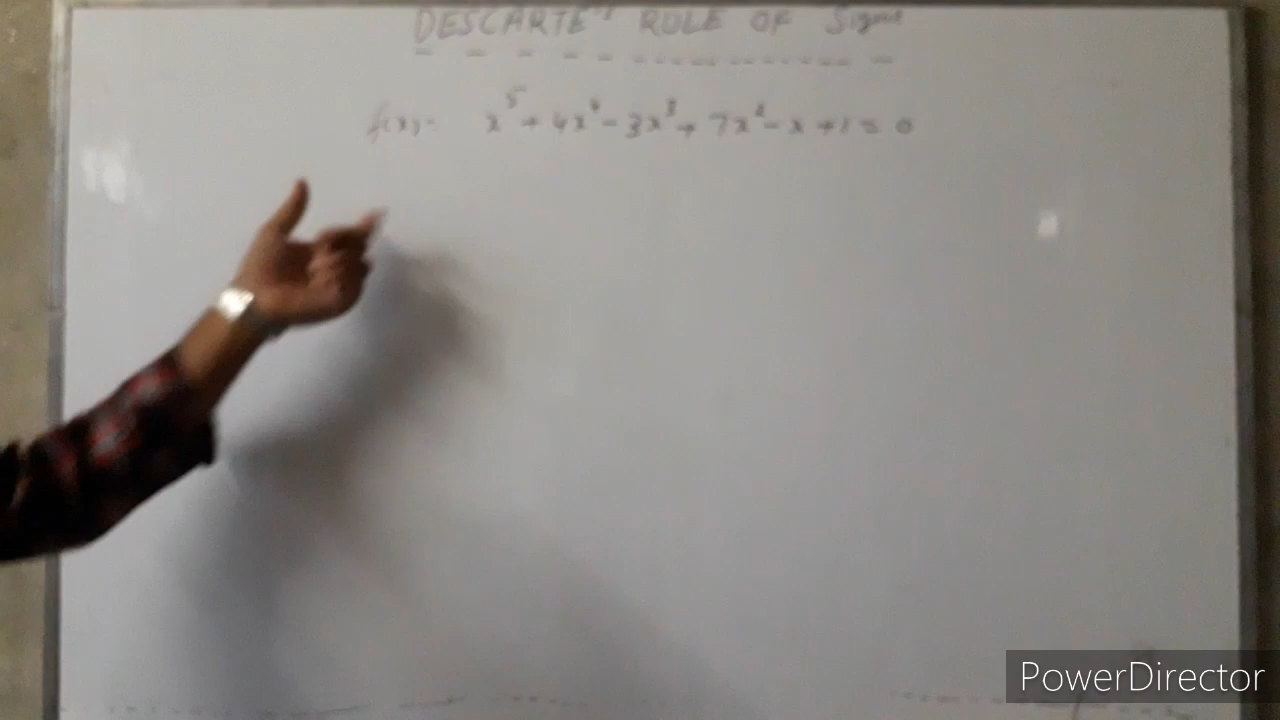 DESCARTE'S RULE OF Signs
f(x) = x⁵ + 4x⁴ - 3x³ + 7x² - x + 1 = 0
PowerDirector